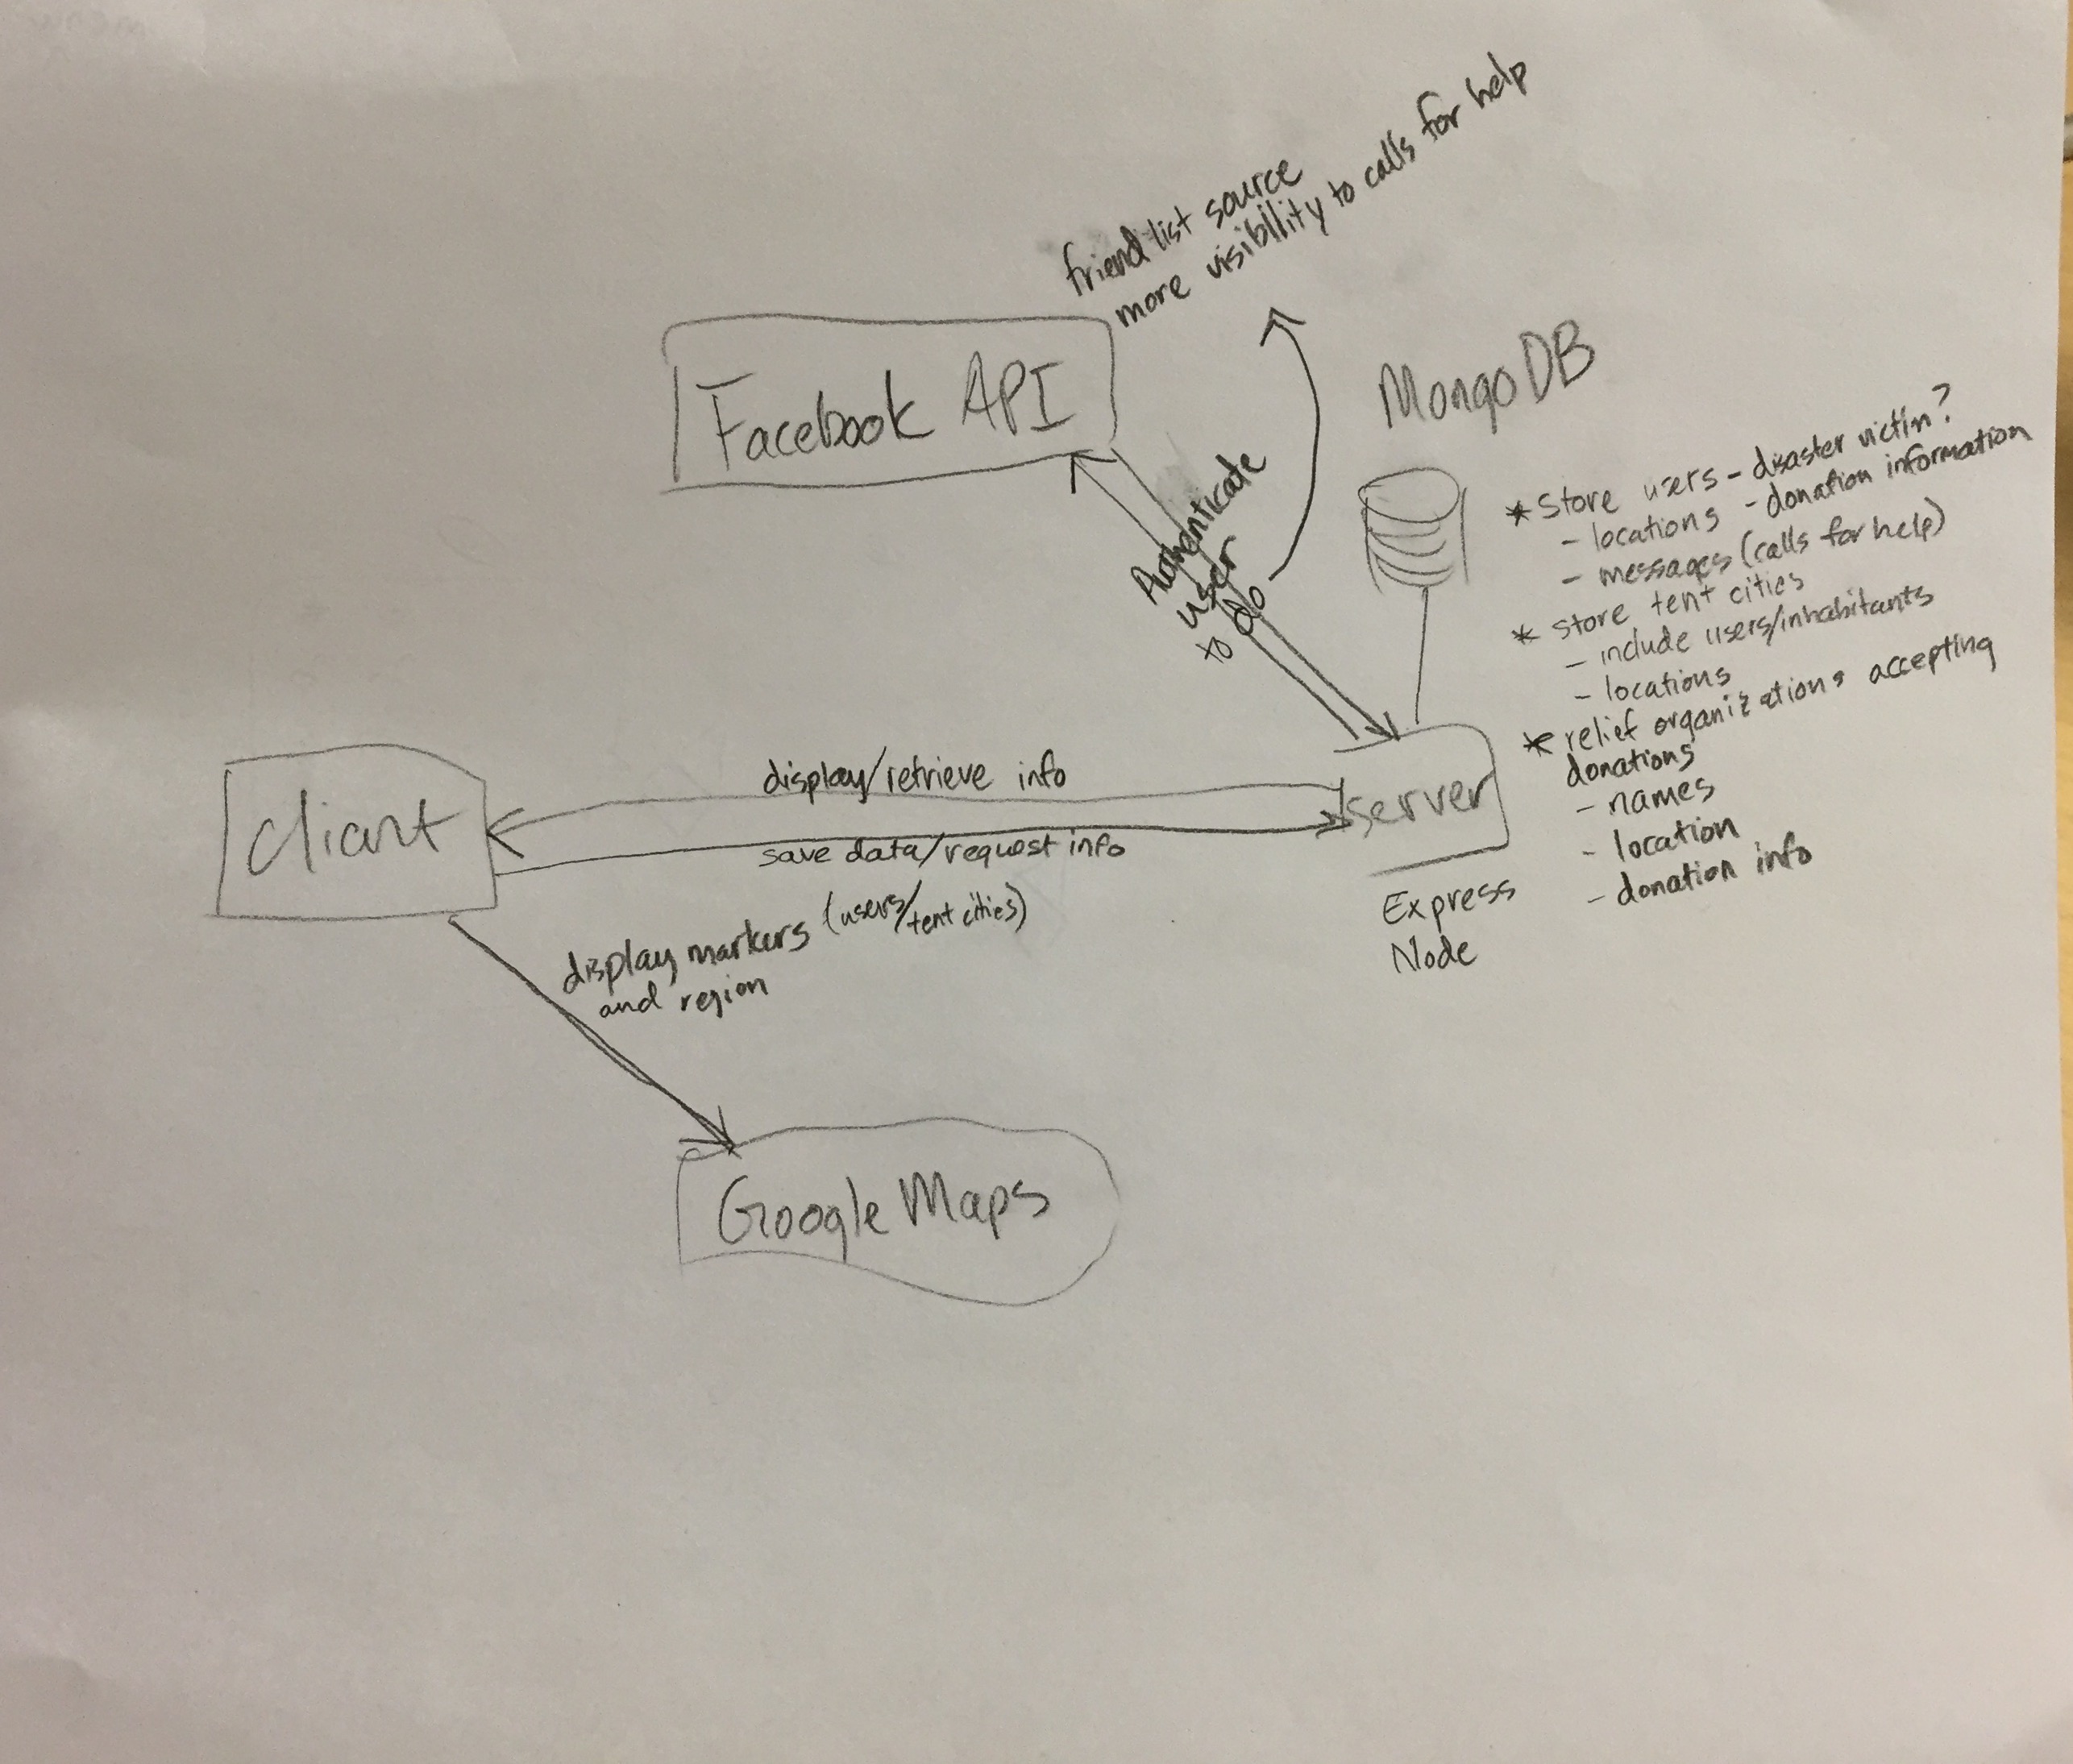 friend list source
more visibility to calls for help
Facebook API
MongoDB
Authenticate
user
to do
* Store users - disaster victim?
- locations - donation information
- messages (calls for help)
* store tent cities
- include users/inhabitants
- locations
* relief organizations accepting
donations
- names
- location
- donation info
client
display/retrieve info
save data/request info
server
Express
Node
display markers (users/tent cities)
and region
Google Maps